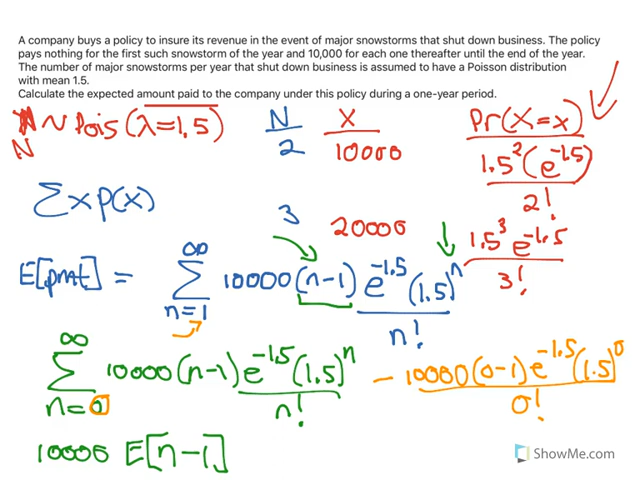 A company buys a policy to insure its revenue in the event of major snowstorms that shut down business. The policy
pays nothing for the first such snowstorm of the year and 10,000 for each one thereafter until the end of the year.
The number of major snowstorms per year that shut down business is assumed to have a Poisson distribution
with mean 1.5.
Calculate the expected amount paid to the company under this policy during a one-year period.
N ~ Pois (λ=1,5) N X Pr(X=x)
N 2 10000 1.5²(e^-1.5) / 2!
Σ x p(x) 3 20000 1.5³ e^-1.5 / 3!
E[pmt] = Σ_{n=1}^{∞} 10000 (n-1) e^-1.5 (1.5)^n / n!
Σ_{n=0}^{∞} 10000 (n-1) e^-1.5 (1.5)^n / n! - 10000 (0-1) e^-1.5 (1.5)^0 / 0!
10000 E[n-1]
ShowMe.com